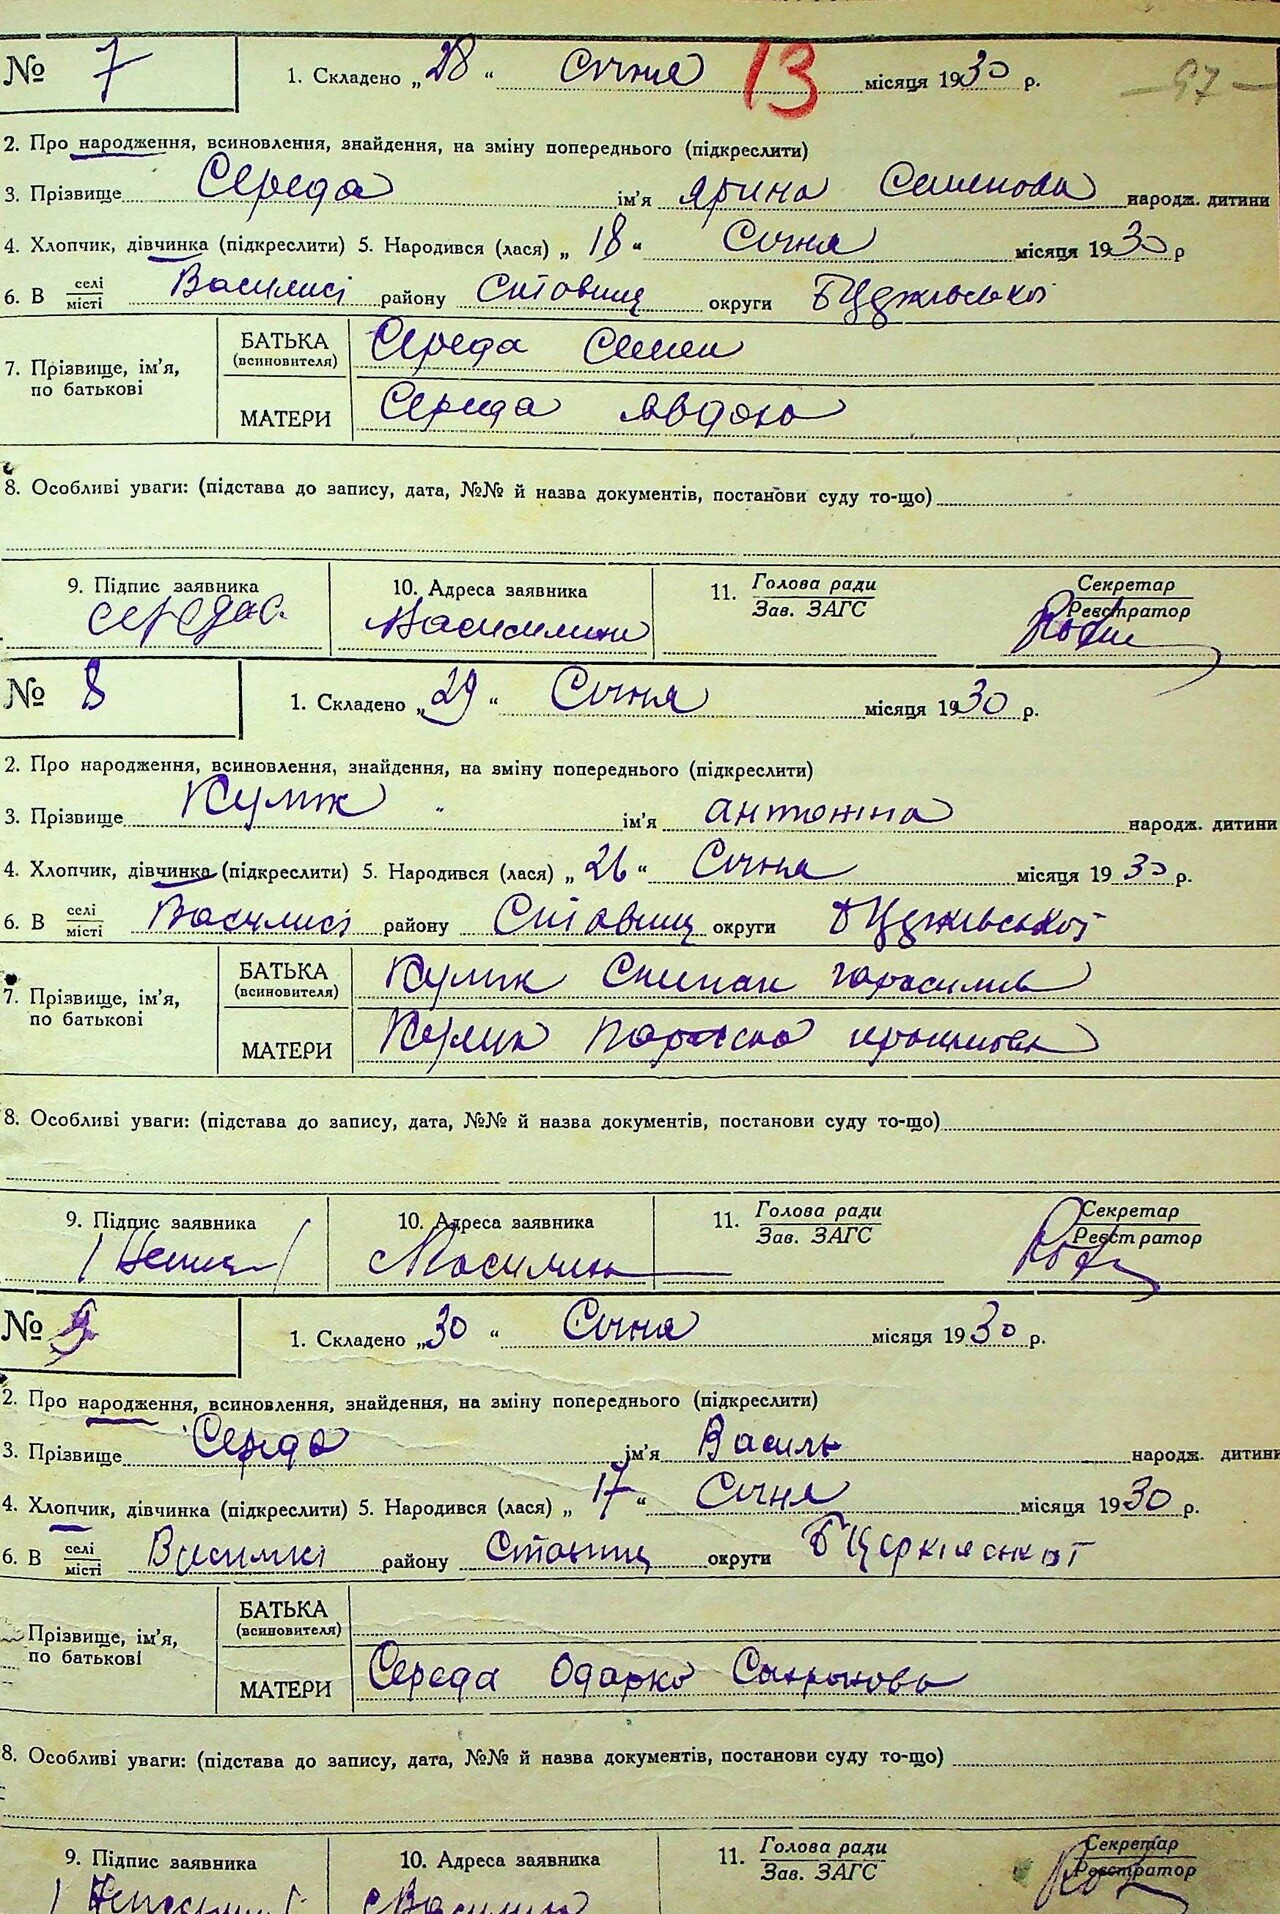 № 7 1. Складено „28“ Січня 13 місяця 1930 р. — 97 —
2. Про народження, всиновлення, знайдення, на зміну попереднього (підкреслити)
3. Прізвище Середа ім'я Ярина Семенова народж. дитини
4. Хлопчик, дівчинка (підкреслити) 5. Народився (лася) „18“ Січня місяця 1930 р
6. В селі/місті Василисі району округи
7. Прізвище, ім'я, по батькові
БАТЬКА (всиновителя) Середа Семен
МАТЕРИ Середа Явдоха
8. Особливі уваги: (підстава до запису, дата, №№ й назва документів, постанови суду то-що)
9. Підпис заявника 10. Адреса заявника 11. Голова ради Секретар
Зав. ЗАГС Реєстратор
Середа С.
№ 8 1. Складено „29“ Січня місяця 1930 р.
2. Про народження, всиновлення, знайдення, на зміну попереднього (підкреслити)
3. Прізвище Кулик ім'я народж. дитини
4. Хлопчик, дівчинка (підкреслити) 5. Народився (лася) „26“ Січня місяця 1930 р.
6. В селі/місті Василисі району округи
7. Прізвище, ім'я, по батькові
БАТЬКА (всиновителя) Кулик Степан
МАТЕРИ Кулик Параска
8. Особливі уваги: (підстава до запису, дата, №№ й назва документів, постанови суду то-що)
9. Підпис заявника 10. Адреса заявника 11. Голова ради Секретар
Зав. ЗАГС Реєстратор
№ 9 1. Складено „30“ Січня місяця 1930 р.
2. Про народження, всиновлення, знайдення, на зміну попереднього (підкреслити)
3. Прізвище Середа ім'я Василь народж. дитини
4. Хлопчик, дівчинка (підкреслити) 5. Народився (лася) „17“ Січня місяця 1930 р.
6. В селі/місті Василисі району округи
Прізвище, ім'я, по батькові
БАТЬКА (всиновителя)
МАТЕРИ Середа Одарка
8. Особливі уваги: (підстава до запису, дата, №№ й назва документів, постанови суду то-що)
9. Підпис заявника 10. Адреса заявника 11. Голова ради Секретар
Зав. ЗАГС Реєстратор